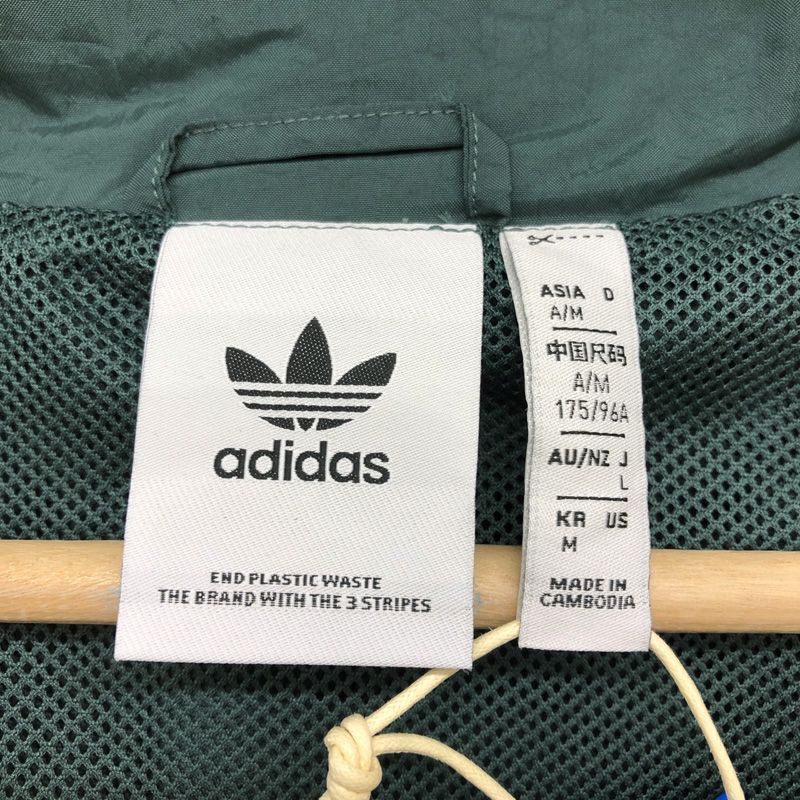 adidas
END PLASTIC WASTE
THE BRAND WITH THE 3 STRIPES
ASIA D
A/M
中国尺码
A/M
175/96A
AU/NZ J
L
KR US
M
MADE IN
CAMBODIA